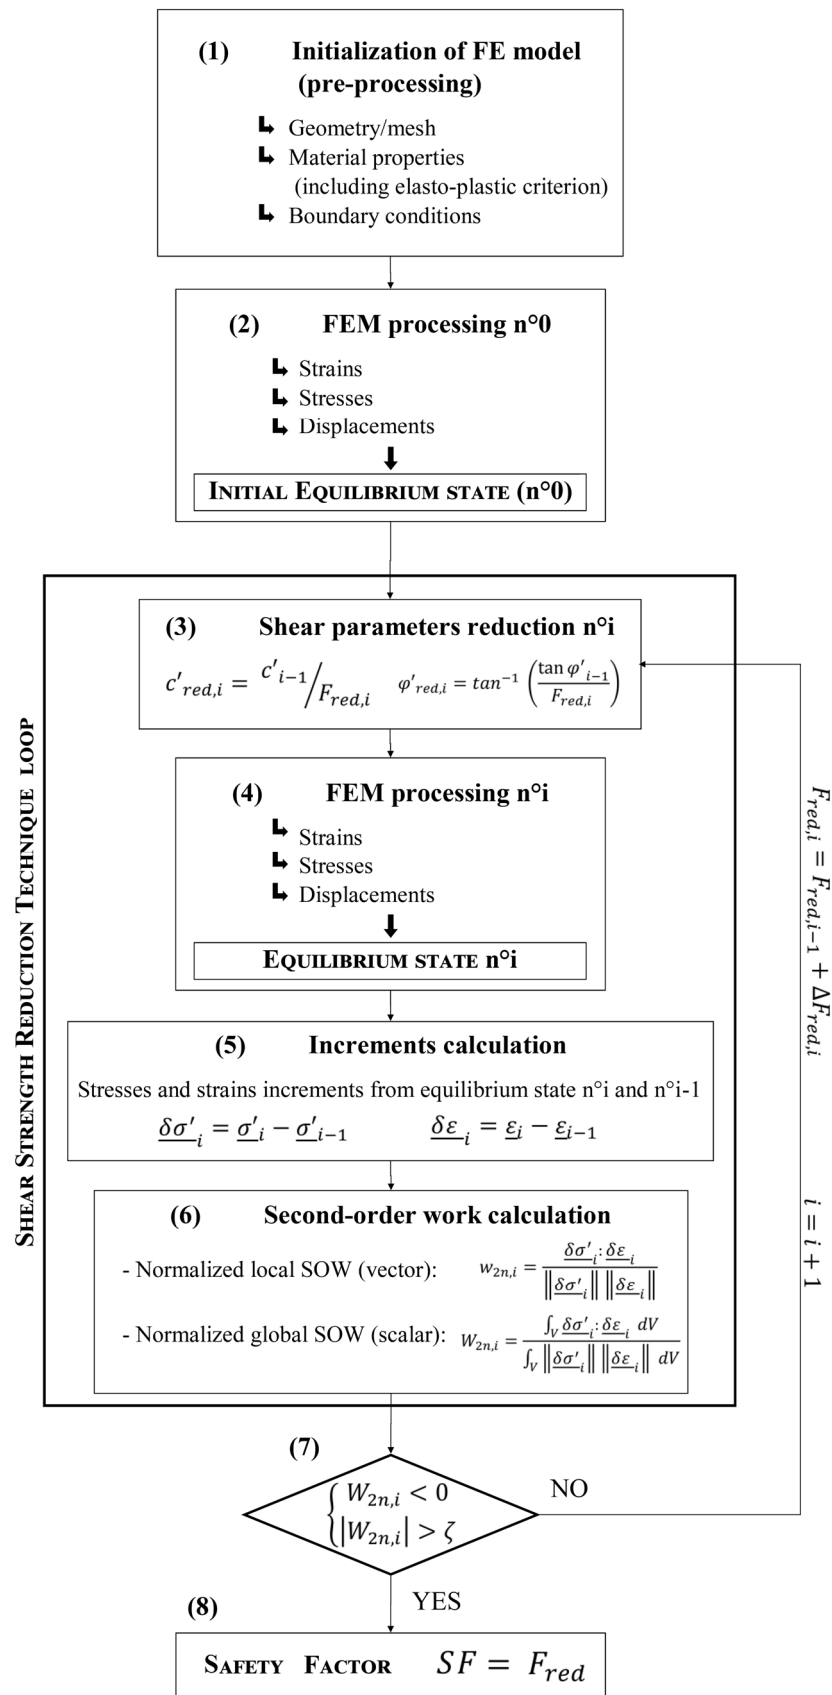 (1) Initialization of FE model
(pre-processing)
Geometry/mesh
Material properties
(including elasto-plastic criterion)
Boundary conditions
(2) FEM processing n°0
Strains
Stresses
Displacements
INITIAL EQUILIBRIUM STATE (n°0)
SHEAR STRENGTH REDUCTION TECHNIQUE LOOP
(3) Shear parameters reduction n°i
c'red,i = c'i−1/Fred,i φ'red,i = tan⁻¹ (tan φ'i−1 / Fred,i)
(4) FEM processing n°i
Strains
Stresses
Displacements
EQUILIBRIUM STATE n°i
(5) Increments calculation
Stresses and strains increments from equilibrium state n°i and n°i-1
δσ'i = σ'i − σ'i−1 δεi = εi − εi−1
(6) Second-order work calculation
- Normalized local SOW (vector): w2n,i = δσ'i: δεi / ‖δσ'i‖ ‖δεi‖
- Normalized global SOW (scalar): W2n,i = ∫V δσ'i: δεi dV / ∫V ‖δσ'i‖ ‖δεi‖ dV
Fred,i = Fred,i−1 + ΔFred,i
i = i + 1
(7)
W2n,i < 0
|W2n,i| > ζ
NO
YES
(8)
SAFETY FACTOR SF = Fred